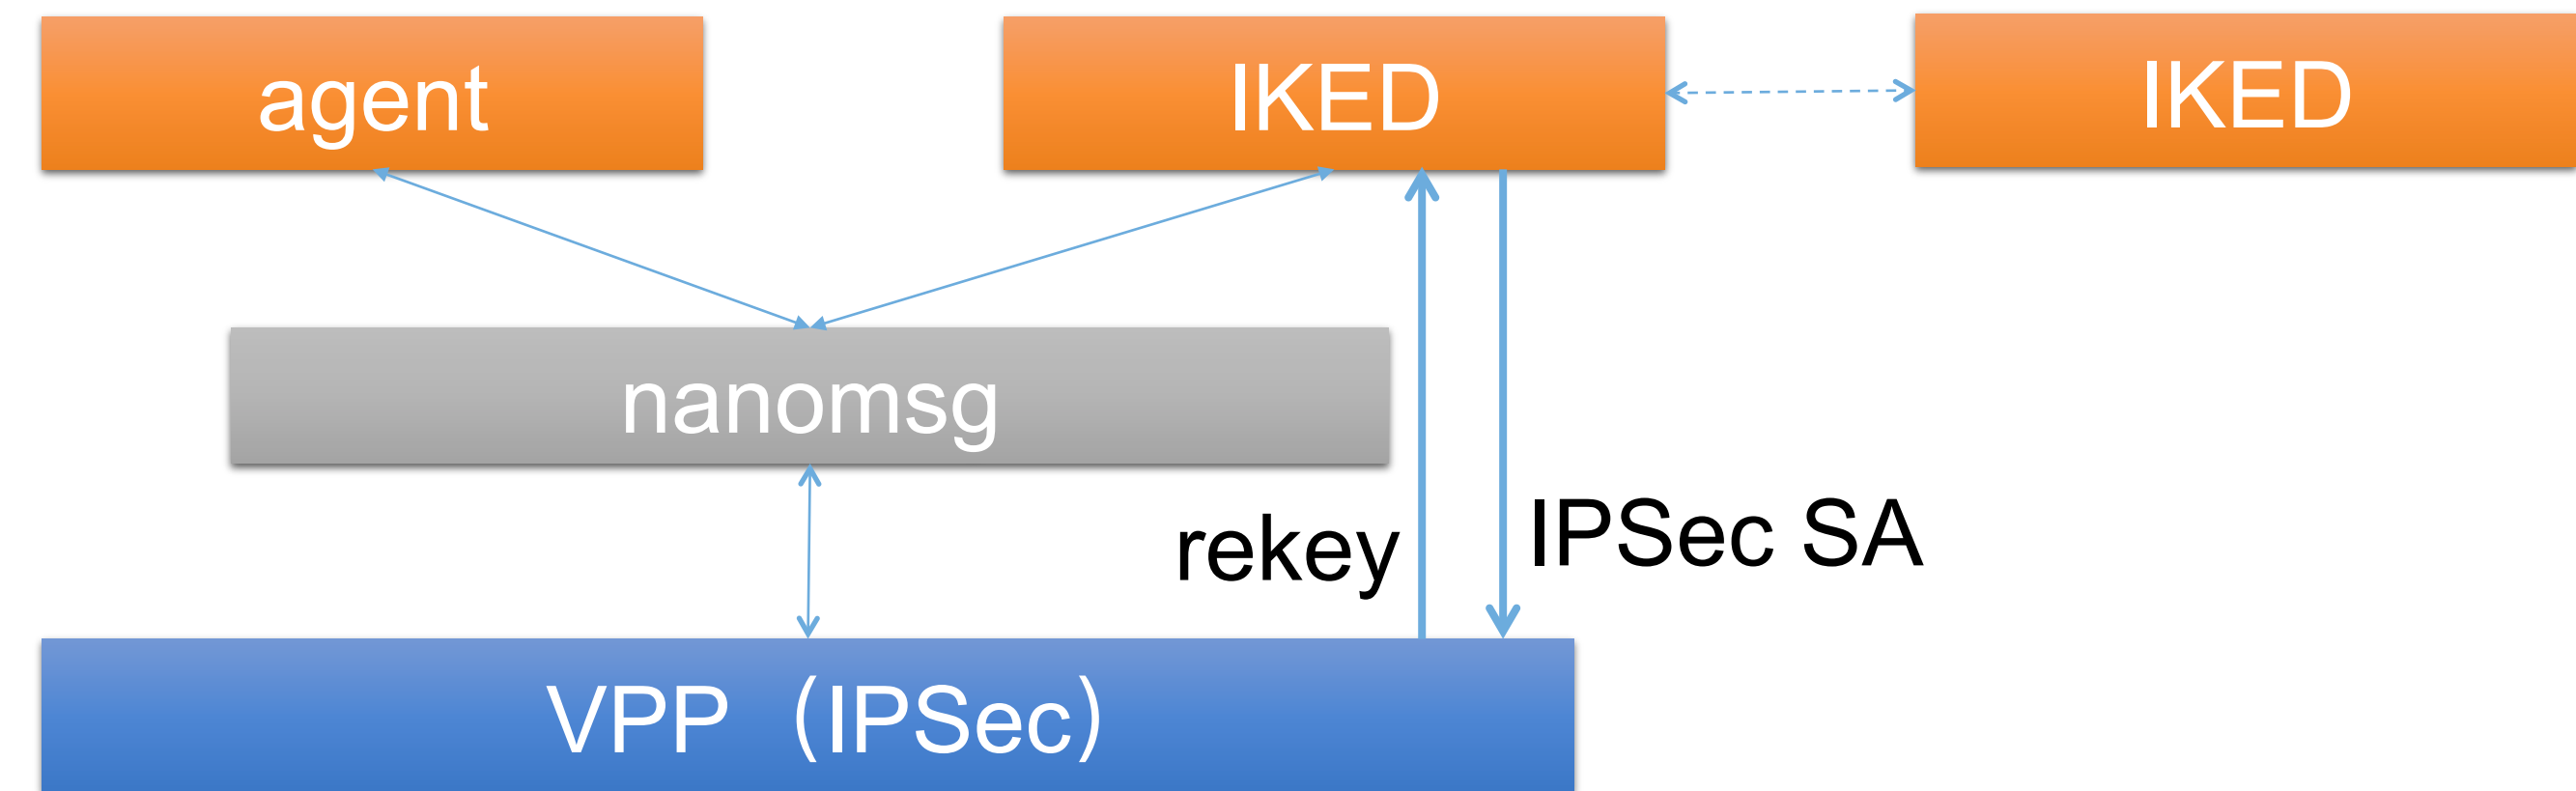 agent
IKED
IKED
nanomsg
rekey
IPSec SA
VPP（IPSec）